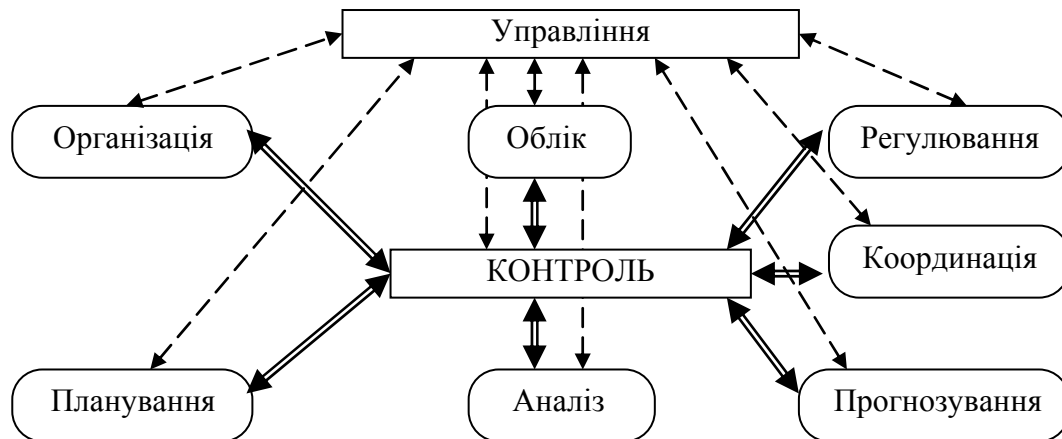 Управління
Організація
Облік
Регулювання
КОНТРОЛЬ
Координація
Планування
Аналіз
Прогнозування